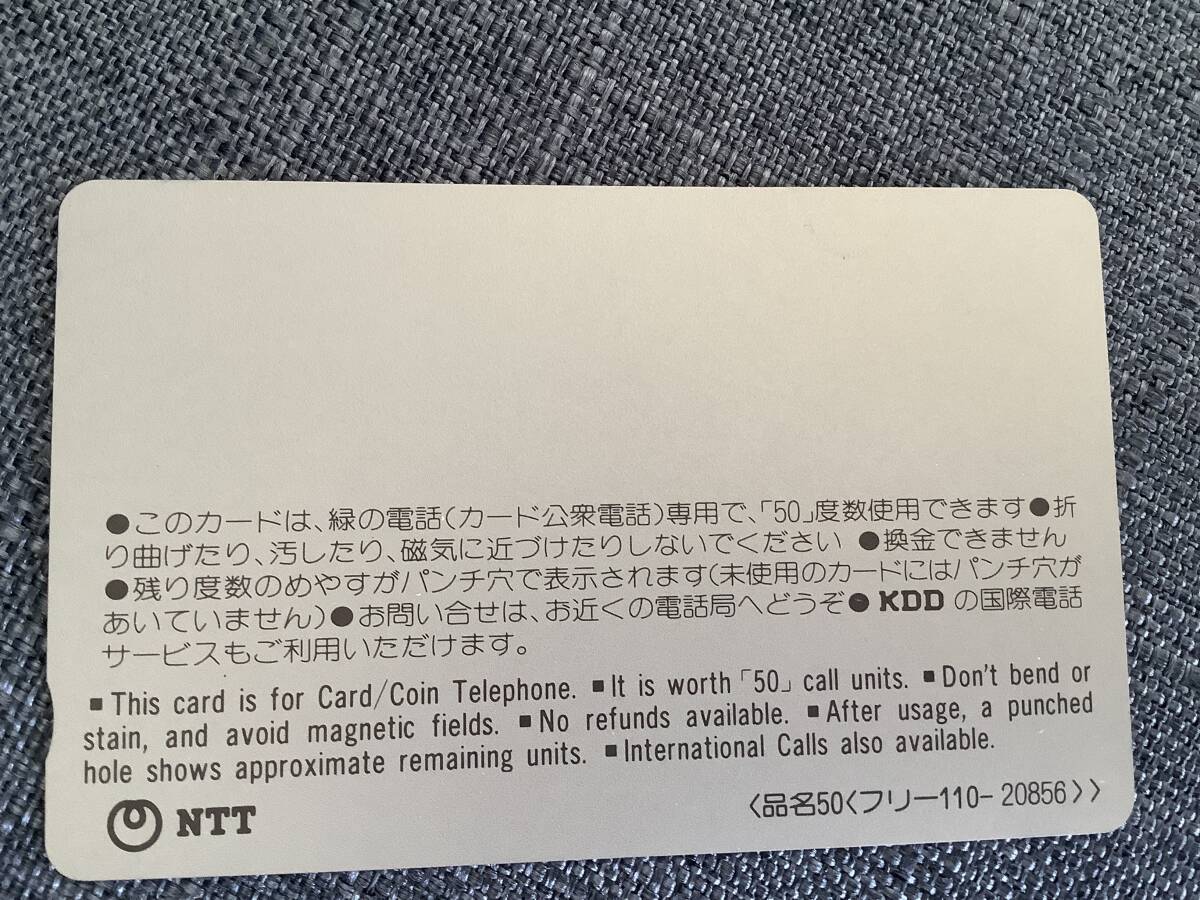 ●このカードは、緑の電話(カード公衆電話)専用で、「50」度数使用できます●折
り曲げたり、汚したり、磁気に近づけたりしないでください ●換金できません
●残り度数のめやすがパンチ穴で表示されます(未使用のカードにはパンチ穴が
あいていません)●お問い合せは、お近くの電話局へどうぞ● KDD の国際電話
サービスもご利用いただけます。
■This card is for Card/Coin Telephone. ■It is worth「50」call units. ■Don't bend or
stain, and avoid magnetic fields. ■No refunds available. ■After usage, a punched
hole shows approximate remaining units. ■International Calls also available.
NTT
〈品名50〈フリー110-20856〉〉